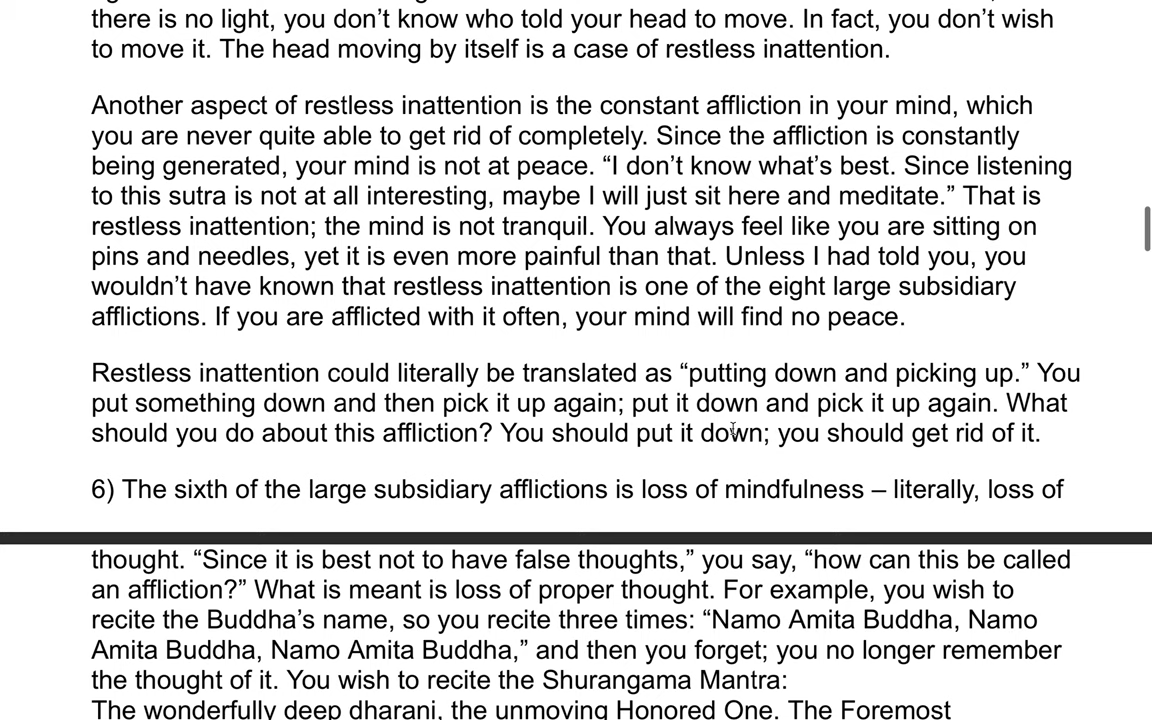 there is no light, you don’t know who told your head to move. In fact, you don’t wish
to move it. The head moving by itself is a case of restless inattention.
Another aspect of restless inattention is the constant affliction in your mind, which
you are never quite able to get rid of completely. Since the affliction is constantly
being generated, your mind is not at peace. “I don’t know what’s best. Since listening
to this sutra is not at all interesting, maybe I will just sit here and meditate.” That is
restless inattention; the mind is not tranquil. You always feel like you are sitting on
pins and needles, yet it is even more painful than that. Unless I had told you, you
wouldn’t have known that restless inattention is one of the eight large subsidiary
afflictions. If you are afflicted with it often, your mind will find no peace.
Restless inattention could literally be translated as “putting down and picking up.” You
put something down and then pick it up again; put it down and pick it up again. What
should you do about this affliction? You should put it down; you should get rid of it.
6) The sixth of the large subsidiary afflictions is loss of mindfulness – literally, loss of
thought. “Since it is best not to have false thoughts,” you say, “how can this be called
an affliction?” What is meant is loss of proper thought. For example, you wish to
recite the Buddha’s name, so you recite three times: “Namo Amita Buddha, Namo
Amita Buddha, Namo Amita Buddha,” and then you forget; you no longer remember
the thought of it. You wish to recite the Shurangama Mantra:
The wonderfully deep dharani, the unmoving Honored One. The Foremost